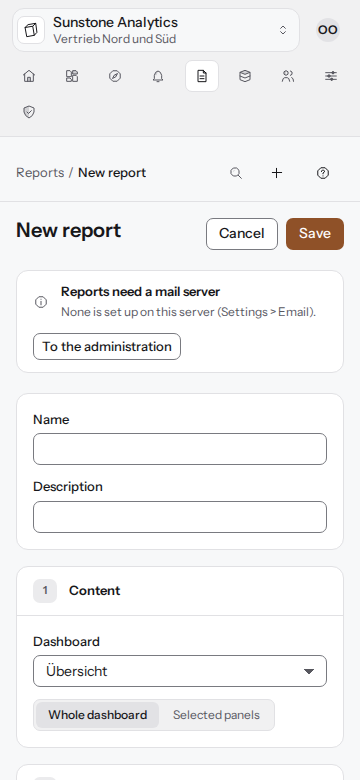 Sunstone Analytics
Vertrieb Nord und Süd
OO
Reports / New report
New report
Cancel
Save
Reports need a mail server
None is set up on this server (Settings > Email).
To the administration
Name
Description
1
Content
Dashboard
Übersicht
Whole dashboard
Selected panels